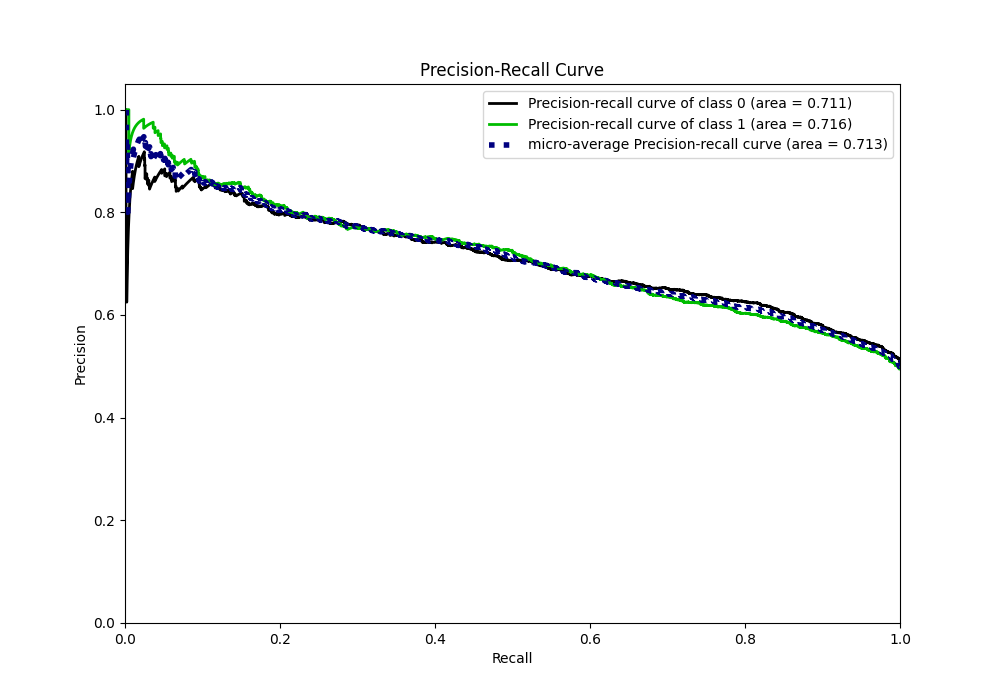 Precision-Recall Curve
Precision-recall curve of class 0 (area = 0.711)
Precision-recall curve of class 1 (area = 0.716)
micro-average Precision-recall curve (area = 0.713)
Precision
1.0
0.8
0.6
0.4
0.2
0.0
0.0 0.2 0.4 0.6 0.8 1.0
Recall